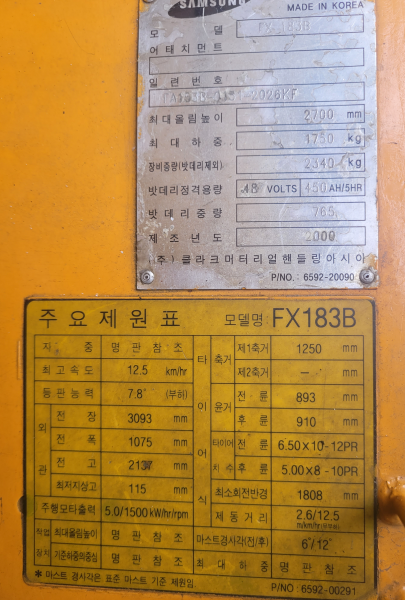 SAMSUNG
MADE IN KOREA
모 델 FX 183B
어태치먼트
일련번호
최대올림높이 2700 mm
최대하중 1750 kg
장비중량(밧데리제외) 2340 kg
밧데리정격용량 48 VOLTS 450 AH/5HR
밧데리중량 765
제조년도 2000
(주) 클라크머터리얼핸들링아시아
P/NO. : 6592-20090
주요제원표 모델명 FX183B
자 중 명판참조
최고속도 12.5 km/hr
등판능력 7.8° (부하)
외관
전 장 3093 mm
전 폭 1075 mm
전 고 2137 mm
최저지상고 115 mm
주행모타출력 5.0/1500 kW/hr/rpm
작업장치
최대올림높이 명판참조
기준하중의중심 명판참조
타이어식
축거 제1축거 1250 mm
제2축거 — mm
윤거 전륜 893 mm
후륜 910 mm
타이어치수 전륜 6.50×10-12PR
후륜 5.00×8-10PR
최소회전반경 1808 mm
제동거리 2.6/12.5
마스트경사각(전/후) 6°/12°
최대하중 명판참조
* 마스트 경사각은 표준 마스트 기준 제원임.
P/NO : 6592-00291